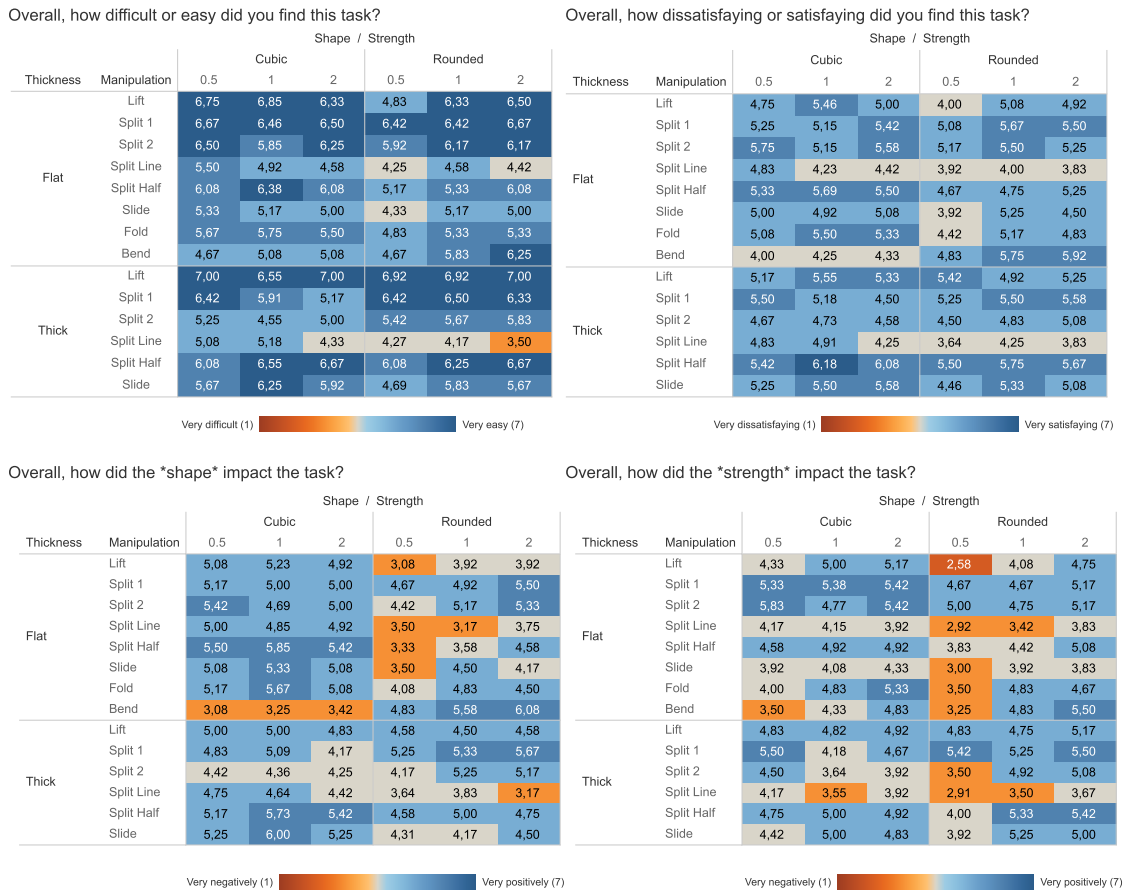 Overall, how difficult or easy did you find this task?
Shape / Strength
Cubic Rounded
Thickness Manipulation 0.5 1 2 0.5 1 2
Lift 6,75 6,85 6,33 4,83 6,33 6,50
Split 1 6,67 6,46 6,50 6,42 6,42 6,67
Split 2 6,50 5,85 6,25 5,92 6,17 6,17
Split Line 5,50 4,92 4,58 4,25 4,58 4,42
Flat
Split Half 6,08 6,38 6,08 5,17 5,33 6,08
Slide 5,33 5,17 5,00 4,33 5,17 5,00
Fold 5,67 5,75 5,50 4,83 5,33 5,33
Bend 4,67 5,08 5,08 4,67 5,83 6,25
Lift 7,00 6,55 7,00 6,92 6,92 7,00
Split 1 6,42 5,91 5,17 6,42 6,50 6,33
Split 2 5,25 4,55 5,00 5,42 5,67 5,83
Thick
Split Line 5,08 5,18 4,33 4,27 4,17 3,50
Split Half 6,08 6,55 6,67 6,08 6,25 6,67
Slide 5,67 6,25 5,92 4,69 5,83 5,67
Very difficult (1) Very easy (7)
Overall, how dissatisfaying or satisfaying did you find this task?
Shape / Strength
Cubic Rounded
Thickness Manipulation 0.5 1 2 0.5 1 2
Lift 4,75 5,46 5,00 4,00 5,08 4,92
Split 1 5,25 5,15 5,42 5,08 5,67 5,50
Split 2 5,75 5,15 5,58 5,17 5,50 5,25
Split Line 4,83 4,23 4,42 3,92 4,00 3,83
Flat
Split Half 5,33 5,69 5,50 4,67 4,75 5,25
Slide 5,00 4,92 5,08 3,92 5,25 4,50
Fold 5,08 5,50 5,33 4,42 5,17 4,83
Bend 4,00 4,25 4,33 4,83 5,75 5,92
Lift 5,17 5,55 5,33 5,42 4,92 5,25
Split 1 5,50 5,18 4,50 5,25 5,50 5,58
Split 2 4,67 4,73 4,58 4,50 4,83 5,08
Thick
Split Line 4,83 4,91 4,25 3,64 4,25 3,83
Split Half 5,42 6,18 6,08 5,50 5,75 5,67
Slide 5,25 5,50 5,58 4,46 5,33 5,08
Very dissatisfaying (1) Very satisfaying (7)
Overall, how did the *shape* impact the task?
Shape / Strength
Cubic Rounded
Thickness Manipulation 0.5 1 2 0.5 1 2
Lift 5,08 5,23 4,92 3,08 3,92 3,92
Split 1 5,17 5,00 5,00 4,67 4,92 5,50
Split 2 5,42 4,69 5,00 4,42 5,17 5,33
Split Line 5,00 4,85 4,92 3,50 3,17 3,75
Flat
Split Half 5,50 5,85 5,42 3,33 3,58 4,58
Slide 5,08 5,33 5,08 3,50 4,50 4,17
Fold 5,17 5,67 5,08 4,08 4,83 4,50
Bend 3,08 3,25 3,42 4,83 5,58 6,08
Lift 5,00 5,00 4,83 4,58 4,50 4,58
Split 1 4,83 5,09 4,17 5,25 5,33 5,67
Split 2 4,42 4,36 4,25 4,17 5,25 5,17
Thick
Split Line 4,75 4,64 4,42 3,64 3,83 3,17
Split Half 5,17 5,73 5,42 4,58 5,00 4,75
Slide 5,25 6,00 5,25 4,31 4,17 4,50
Very negatively (1) Very positively (7)
Overall, how did the *strength* impact the task?
Shape / Strength
Cubic Rounded
Thickness Manipulation 0.5 1 2 0.5 1 2
Lift 4,33 5,00 5,17 2,58 4,08 4,75
Split 1 5,33 5,38 5,42 4,67 4,67 5,17
Split 2 5,83 4,77 5,42 5,00 4,75 5,17
Split Line 4,17 4,15 3,92 2,92 3,42 3,83
Flat
Split Half 4,58 4,92 4,92 3,83 4,42 5,08
Slide 3,92 4,08 4,33 3,00 3,92 3,83
Fold 4,00 4,83 5,33 3,50 4,83 4,67
Bend 3,50 4,33 4,83 3,25 4,83 5,50
Lift 4,83 4,82 4,92 4,83 4,75 5,17
Split 1 5,50 4,18 4,67 5,42 5,25 5,50
Split 2 4,50 3,64 3,92 3,50 4,92 5,08
Thick
Split Line 4,17 3,55 3,92 2,91 3,50 3,67
Split Half 4,75 5,00 4,92 4,00 5,33 5,42
Slide 4,42 5,00 4,83 3,92 5,25 5,00
Very negatively (1) Very positively (7)